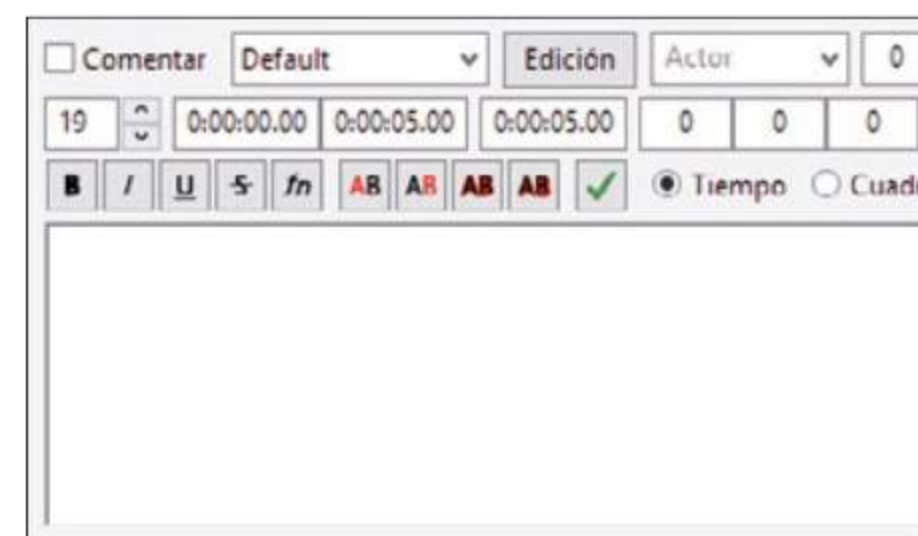 Comentar Default Edición Actor 0
19 0:00:00.00 0:00:05.00 0:00:05.00 0 0 0
B I U S fn AB AB AB AB Tiempo Cuad